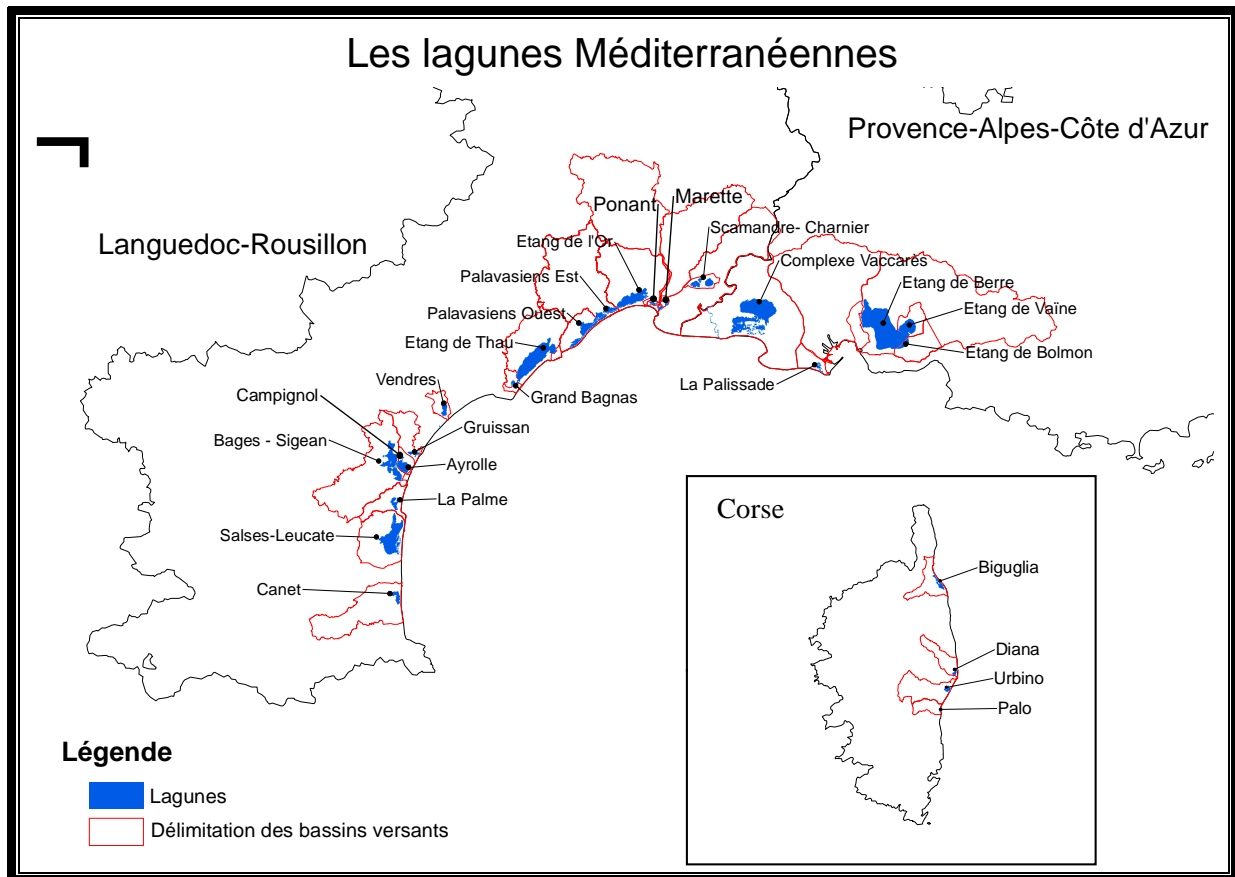 Les lagunes Méditerranéennes
Provence-Alpes-Côte d'Azur
Languedoc-Rousillon
Ponant
Marette
Scamandre- Charnier
Etang de l'Or
Complexe Vaccarès
Palavasiens Est
Etang de Berre
Etang de Vaïne
Palavasiens Ouest
Etang de Thau
Etang de Bolmon
La Palissade
Vendres
Grand Bagnas
Campignol
Gruissan
Bages - Sigean
Ayrolle
La Palme
Salses-Leucate
Canet
Corse
Biguglia
Diana
Urbino
Palo
Légende
Lagunes
Délimitation des bassins versants